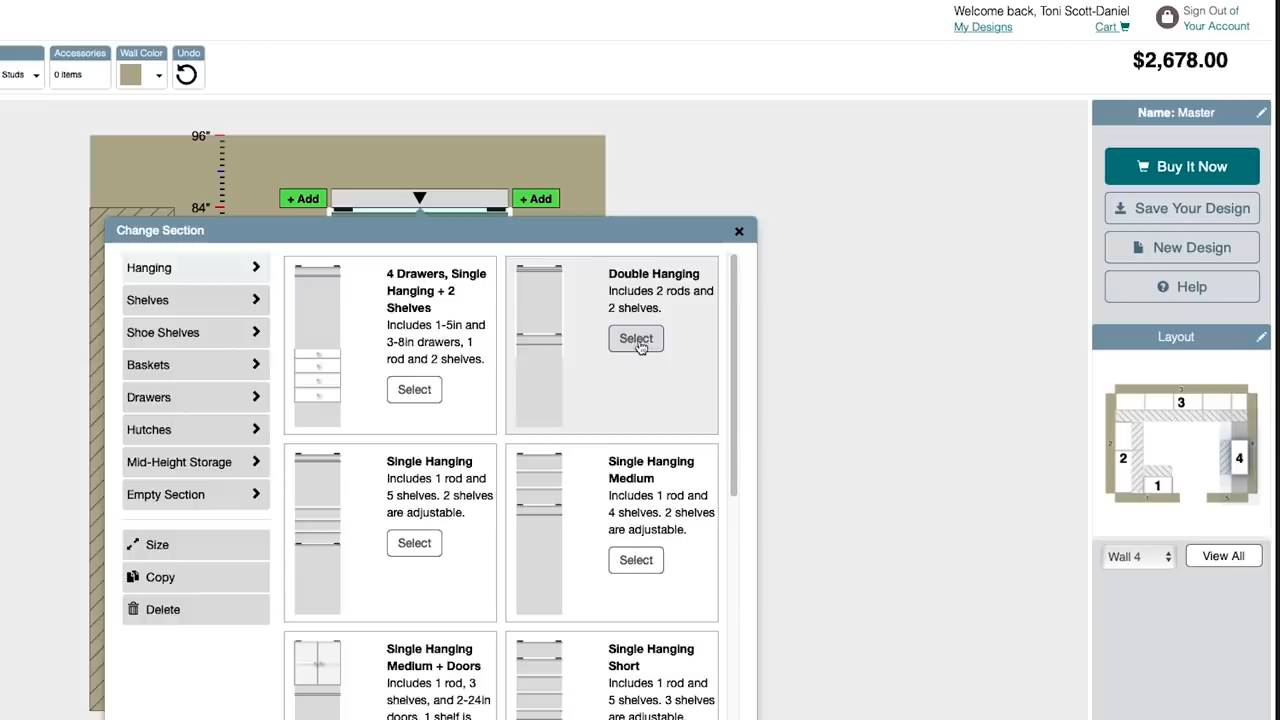 Welcome back, Toni Scott-Daniel
My Designs
Cart
Sign Out of
Your Account
Studs
Accessories
0 Items
Wall Color
Undo
$2,678.00
96"
84"
+ Add
+ Add
Name: Master
Buy It Now
Save Your Design
New Design
Help
Layout
3
3
2
2
4
1
1
5
Wall 4
View All
Change Section
Hanging
Shelves
Shoe Shelves
Baskets
Drawers
Hutches
Mid-Height Storage
Empty Section
Size
Copy
Delete
4 Drawers, Single
Hanging + 2
Shelves
Includes 1-5in and
3-8in drawers, 1
rod and 2 shelves.
Select
Double Hanging
Includes 2 rods and
2 shelves.
Select
Single Hanging
Includes 1 rod and
5 shelves. 2 shelves
are adjustable.
Select
Single Hanging
Medium
Includes 1 rod and
4 shelves. 2 shelves
are adjustable.
Select
Single Hanging
Medium + Doors
Includes 1 rod, 3
shelves, and 2-24in
doors. 1 shelf is
Single Hanging
Short
Includes 1 rod and
5 shelves. 3 shelves
are adjustable.